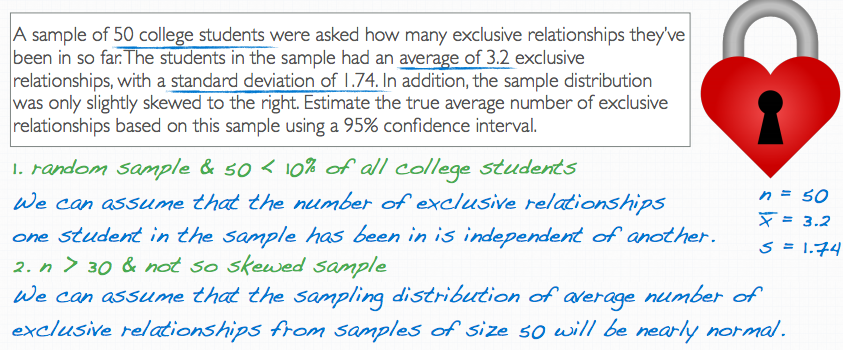 A sample of 50 college students were asked how many exclusive relationships they've
been in so far. The students in the sample had an average of 3.2 exclusive
relationships, with a standard deviation of 1.74. In addition, the sample distribution
was only slightly skewed to the right. Estimate the true average number of exclusive
relationships based on this sample using a 95% confidence interval.
1. random sample & 50 < 10% of all college students
We can assume that the number of exclusive relationships
one student in the sample has been in is independent of another.
2. n > 30 & not so skewed sample
We can assume that the sampling distribution of average number of
exclusive relationships from samples of size 50 will be nearly normal.
n = 50
x̅ = 3.2
s = 1.74